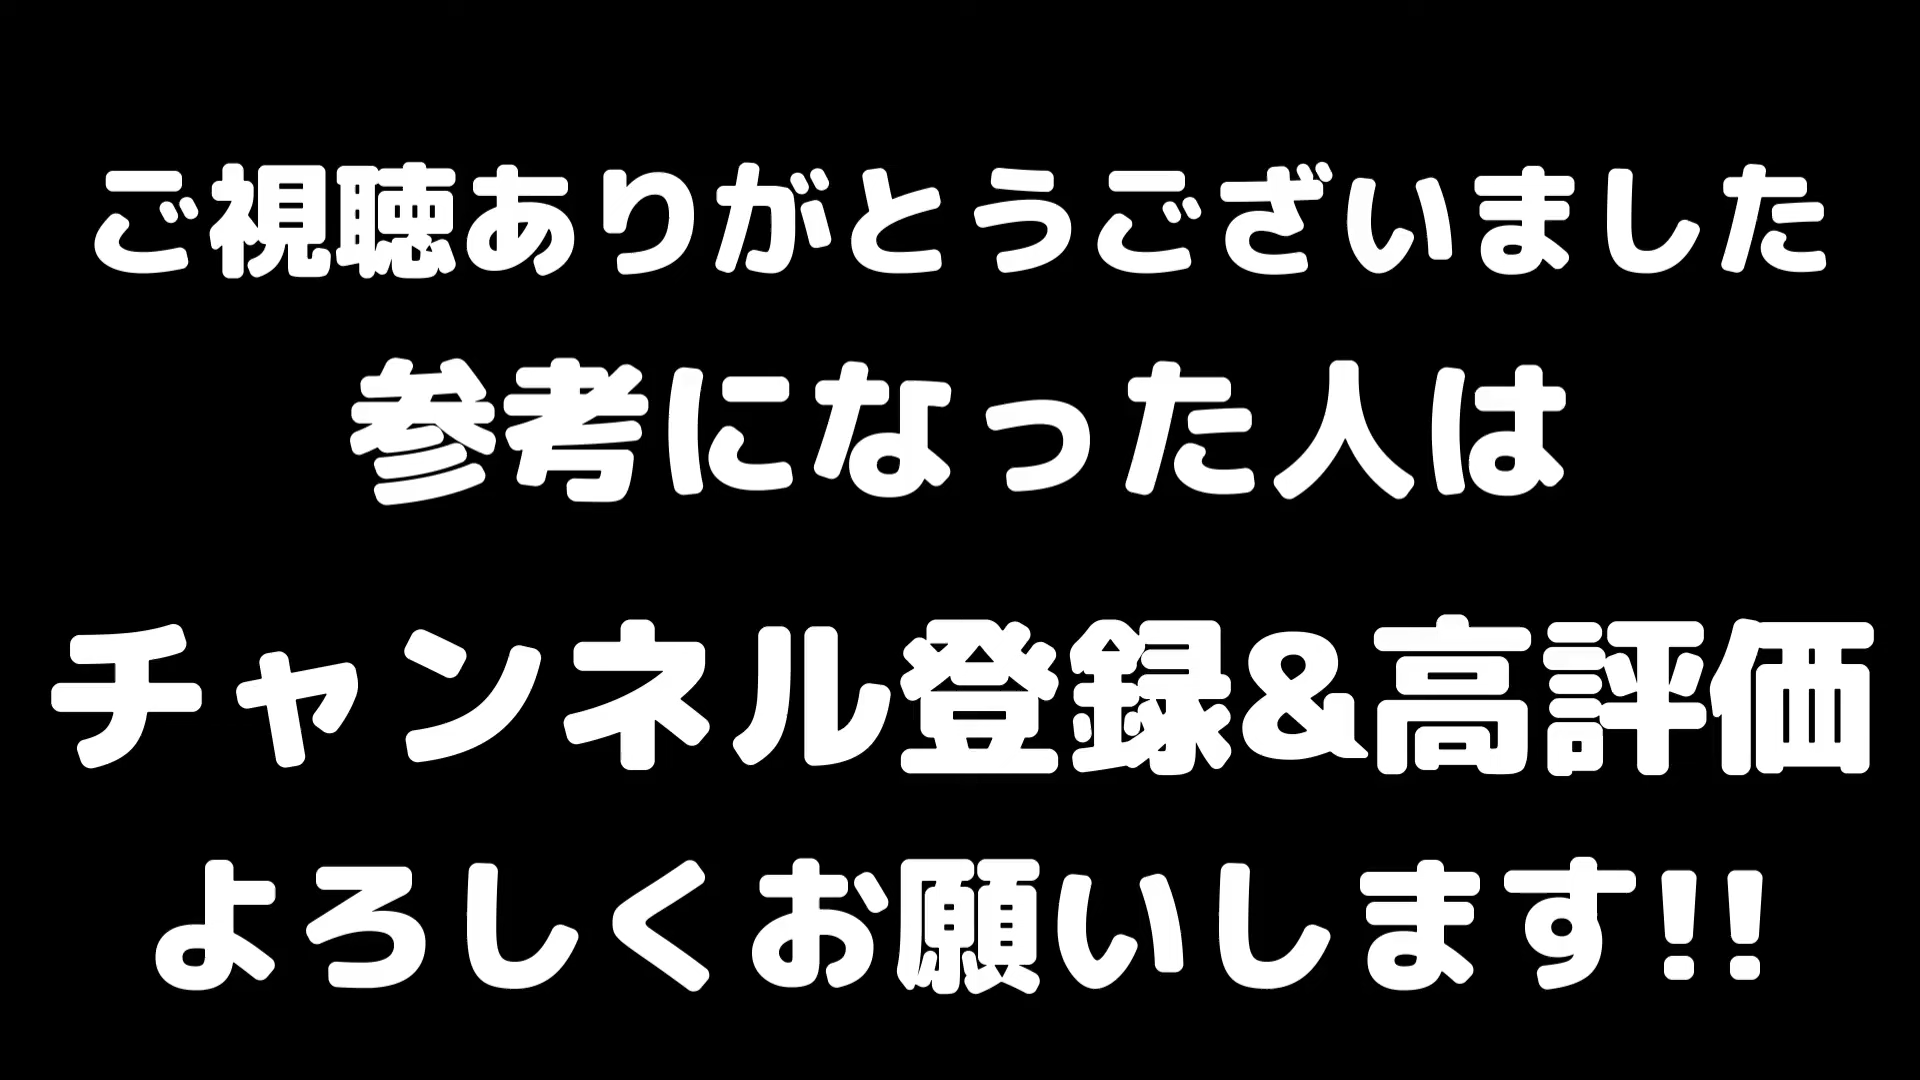 ご視聴ありがとうございました
参考になった人は
チャンネル登録&高評価
よろしくお願いします!!